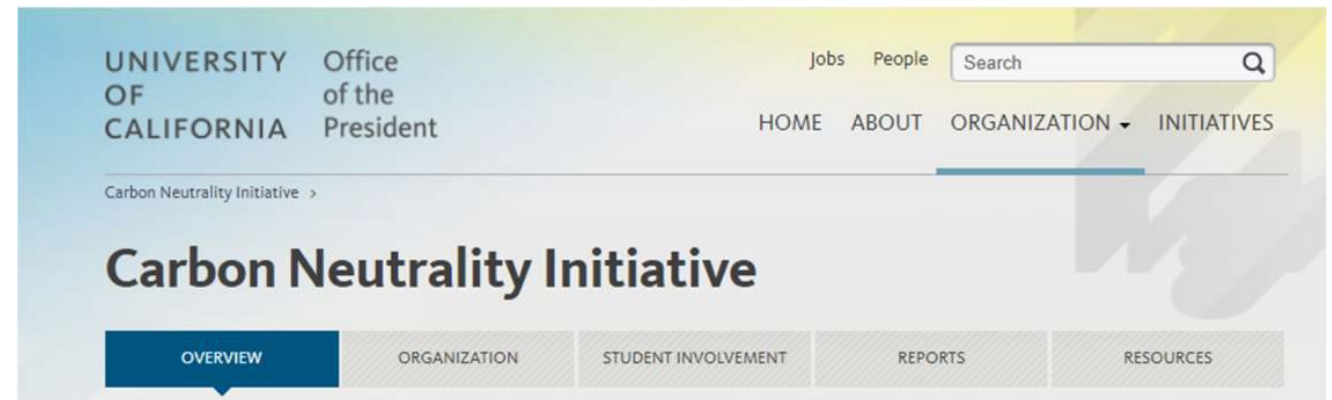 UNIVERSITY OF CALIFORNIA
Office of the President
Jobs People Search
HOME ABOUT ORGANIZATION INITIATIVES
Carbon Neutrality Initiative >
Carbon Neutrality Initiative
OVERVIEW ORGANIZATION STUDENT INVOLVEMENT REPORTS RESOURCES